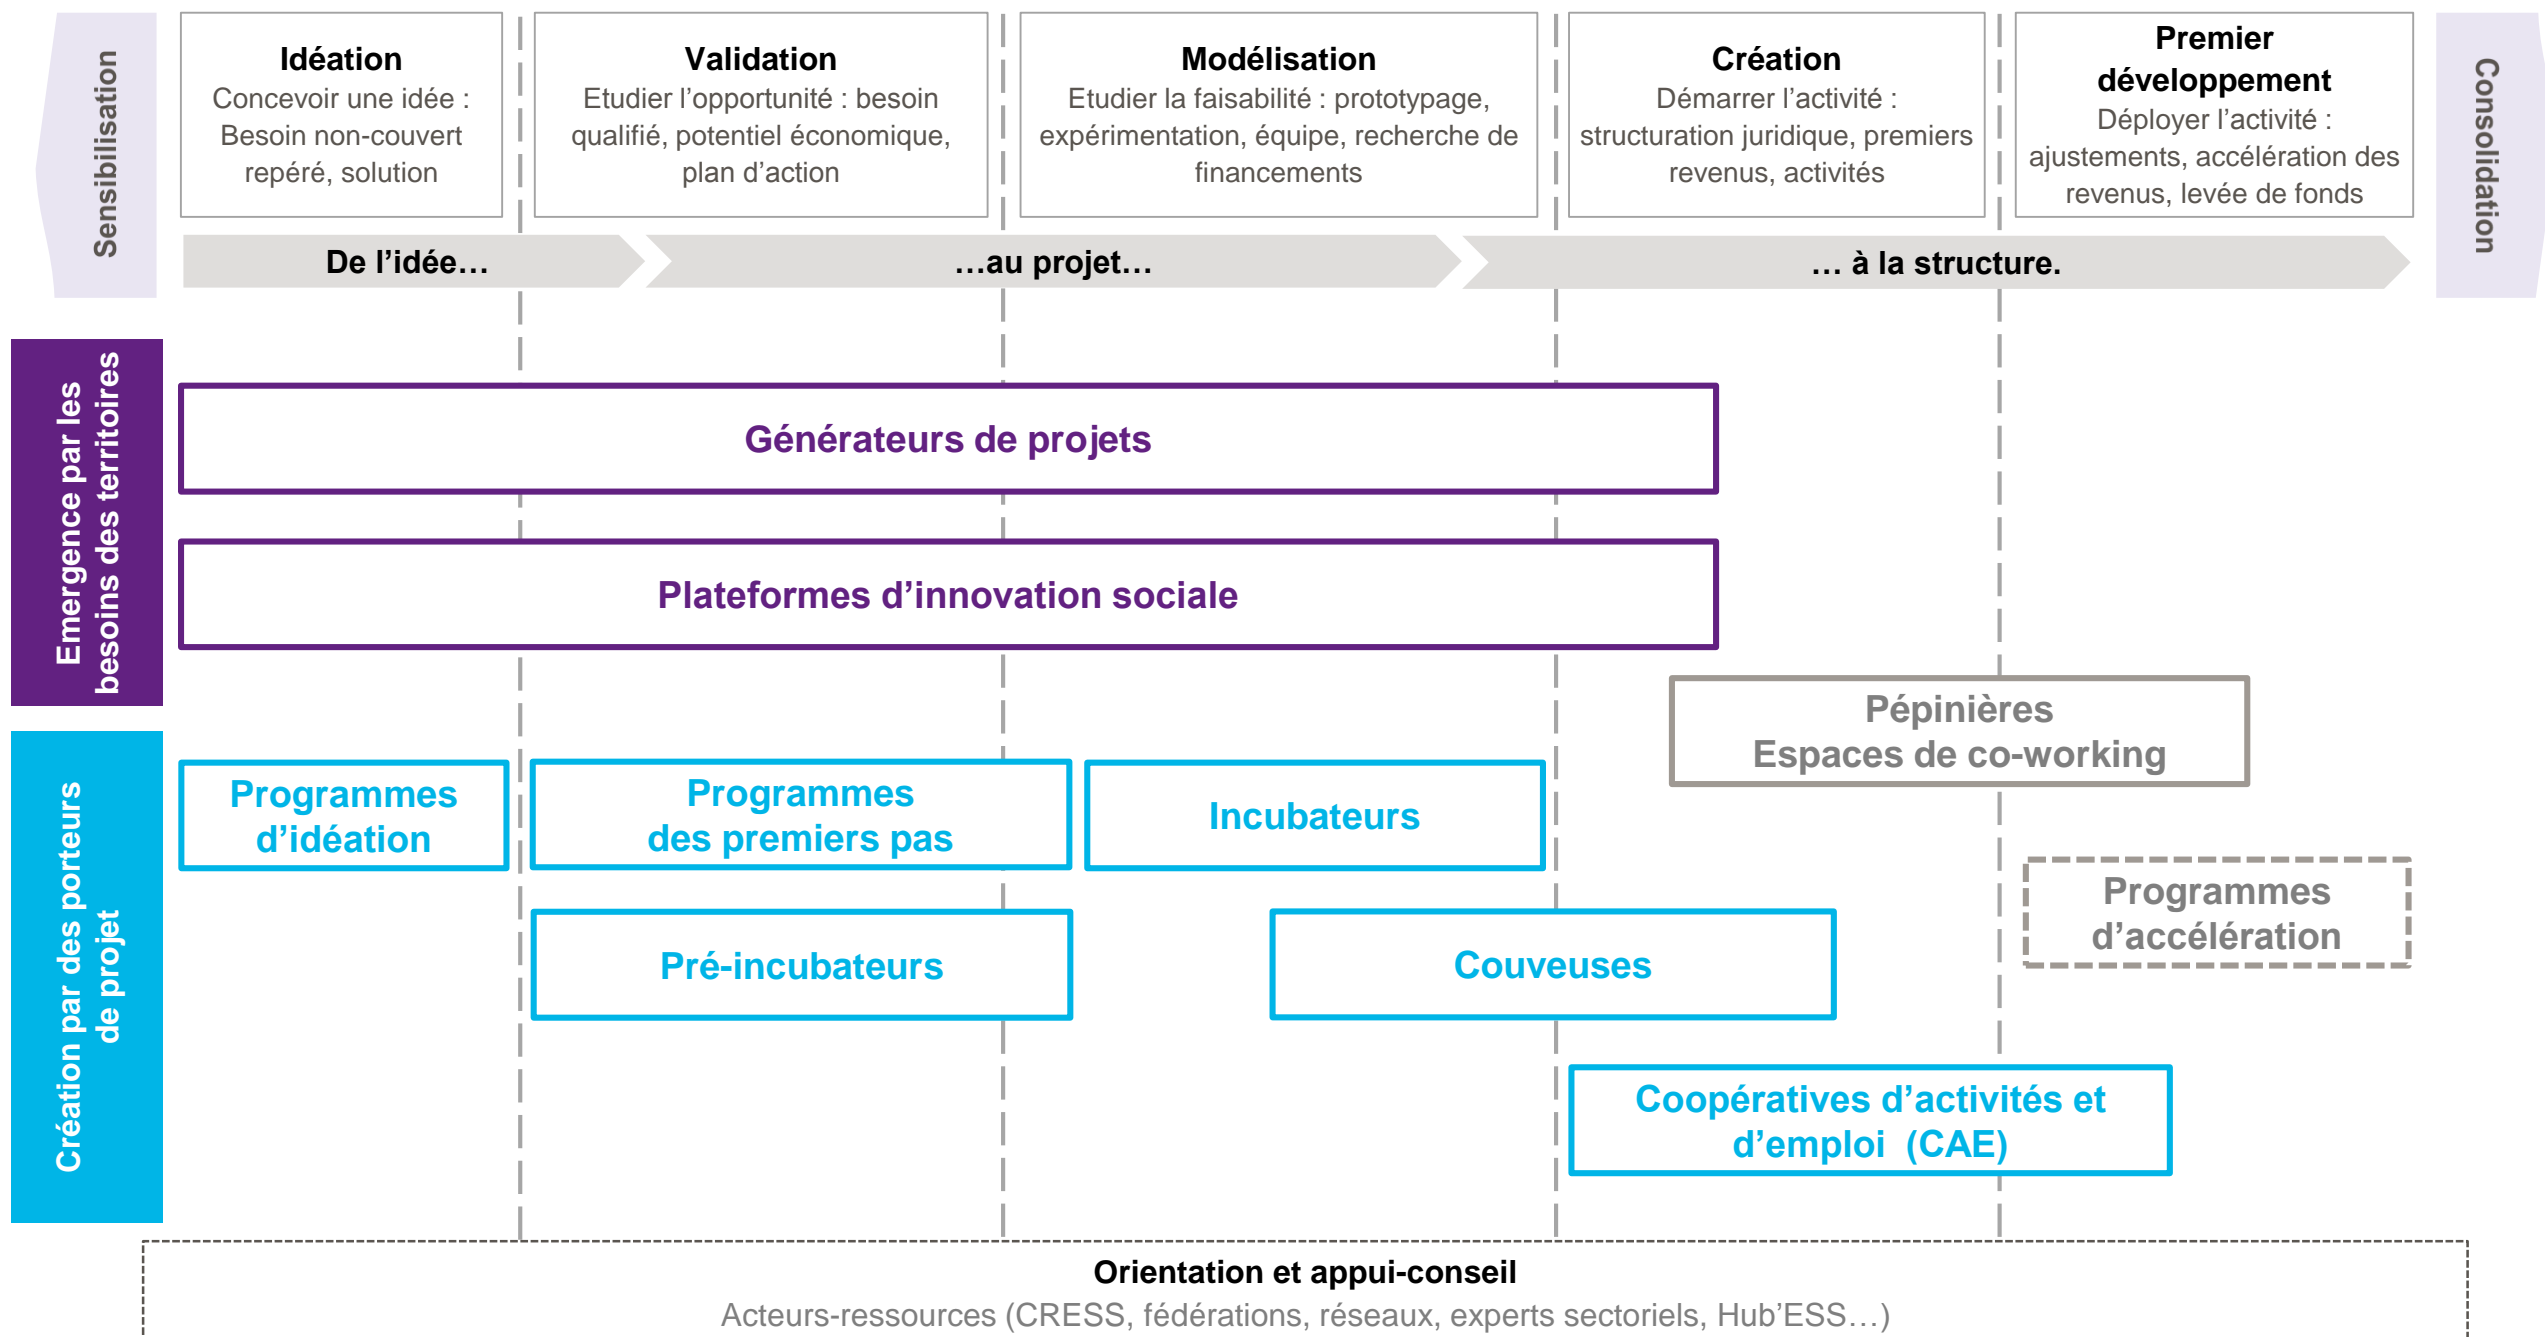 Sensibilisation
Idéation
Concevoir une idée :
Besoin non-couvert
repéré, solution
Validation
Etudier l’opportunité : besoin
qualifié, potentiel économique,
plan d’action
Modélisation
Etudier la faisabilité : prototypage,
expérimentation, équipe, recherche de
financements
Création
Démarrer l’activité :
structuration juridique, premiers
revenus, activités
Premier
développement
Déployer l’activité :
ajustements, accélération des
revenus, levée de fonds
Consolidation
De l’idée…
…au projet…
… à la structure.
Emergence par les
besoins des territoires
Générateurs de projets
Plateformes d’innovation sociale
Pépinières
Espaces de co-working
Création par des porteurs
de projet
Programmes
d’idéation
Programmes
des premiers pas
Incubateurs
Programmes
d’accélération
Pré-incubateurs
Couveuses
Coopératives d’activités et
d’emploi  (CAE)
Orientation et appui-conseil
Acteurs-ressources (CRESS, fédérations, réseaux, experts sectoriels, Hub’ESS…)